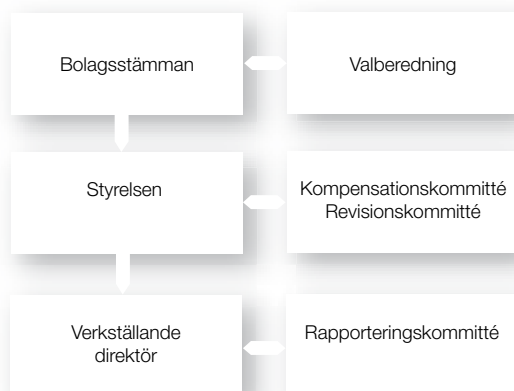 Bolagsstämman
Valberedning
Styrelsen
Kompensationskommitté
Revisionskommitté
Verkställande
direktör
Rapporteringskommitté